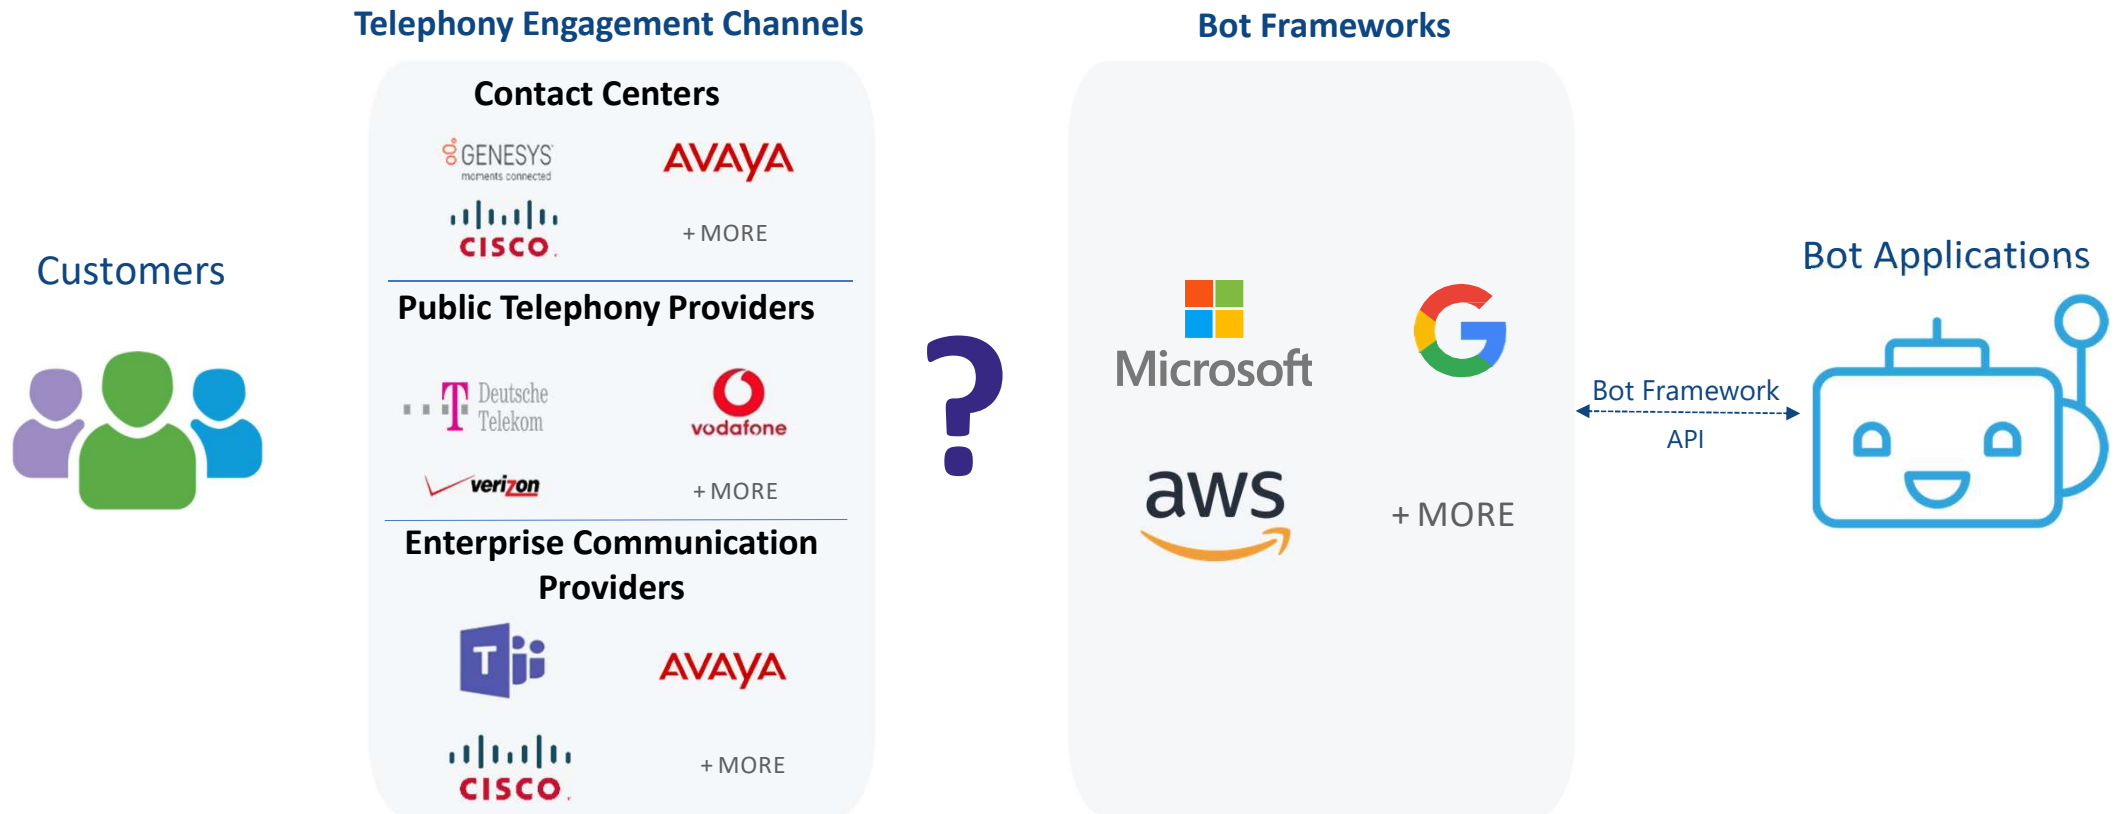 Telephony Engagement Channels
Bot Frameworks
Customers
Contact Centers
GENESYS
moments connected
AVAYA
CISCO
+ MORE
Public Telephony Providers
T
Deutsche
Telekom
vodafone
verizon
+ MORE
Enterprise Communication
Providers
T
AVAYA
CISCO
+ MORE
?
Microsoft
G
aws
+ MORE
Bot Framework
API
Bot Applications